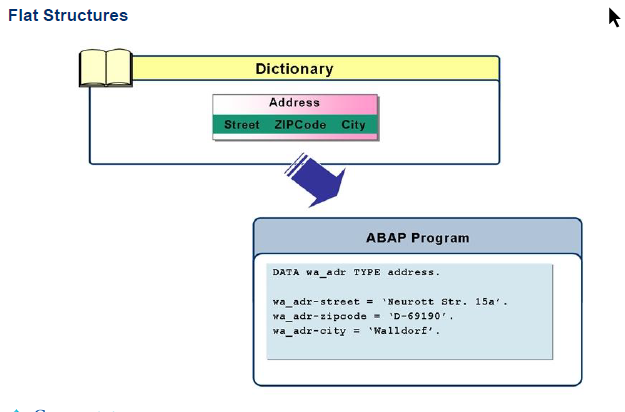 Flat Structures
Dictionary
Address
Street ZIPCode City
ABAP Program
DATA wa_adr TYPE address.
wa_adr-street = 'Neurott Str. 15a'.
wa_adr-zipcode = 'D-69190'.
wa_adr-city = 'Walldorf'.